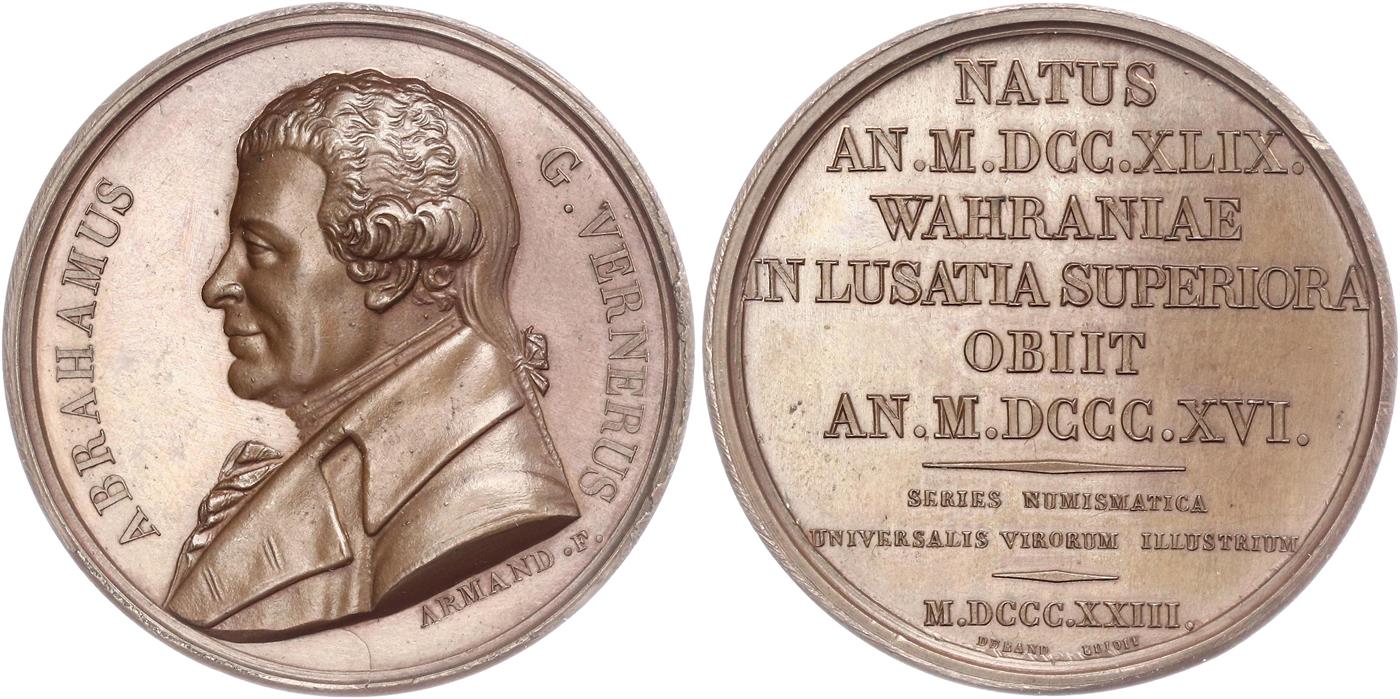 ABRAHAMUS
G. VERNERUS
ARMAND .F.
NATUS
AN.M.DCC.XLIX.
WAHRANIAE
IN LUSATIA SUPERIORA
OBIIT
AN.M.DCCC.XVI.
SERIES NUMISMATICA
UNIVERSALIS VIRORUM ILLUSTRIUM
M.DCCC.XXIII.